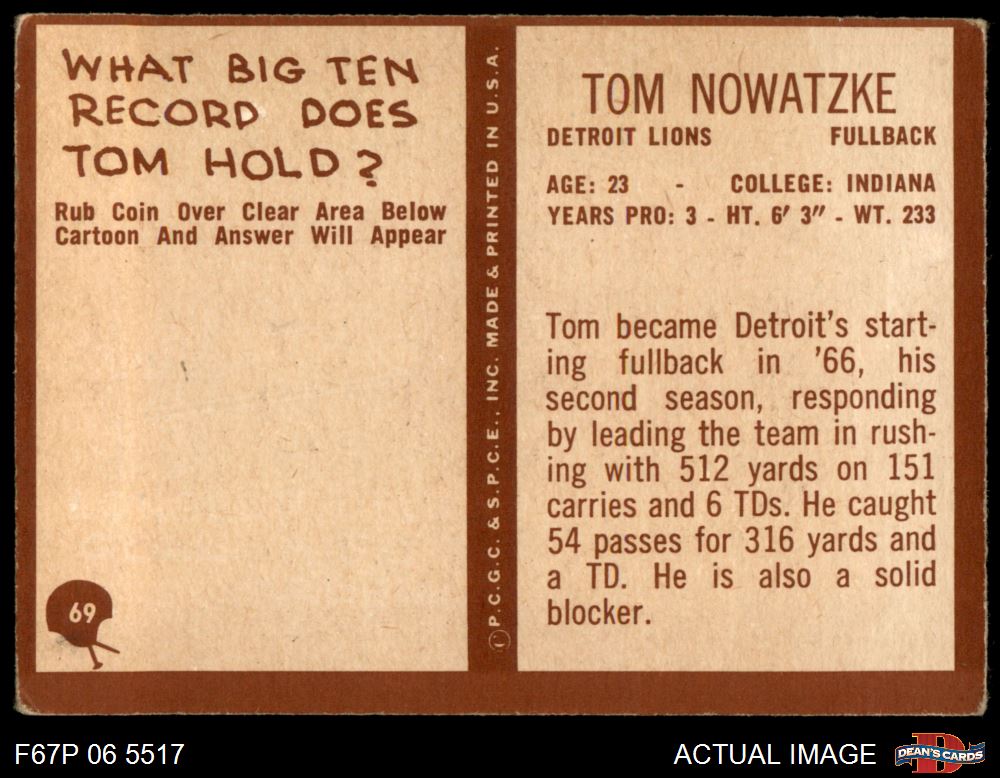 WHAT BIG TEN
RECORD DOES
TOM HOLD?
Rub Coin Over Clear Area Below
Cartoon And Answer Will Appear
69
© P.C.G.C. & S.P.C.E., INC. MADE & PRINTED IN U.S.A.
TOM NOWATZKE
DETROIT LIONS FULLBACK
AGE: 23 - COLLEGE: INDIANA
YEARS PRO: 3 - HT. 6' 3" - WT. 233
Tom became Detroit's start-
ing fullback in '66, his
second season, responding
by leading the team in rush-
ing with 512 yards on 151
carries and 6 TDs. He caught
54 passes for 316 yards and
a TD. He is also a solid
blocker.
F67P 06 5517
ACTUAL IMAGE
DEAN'S CARDS